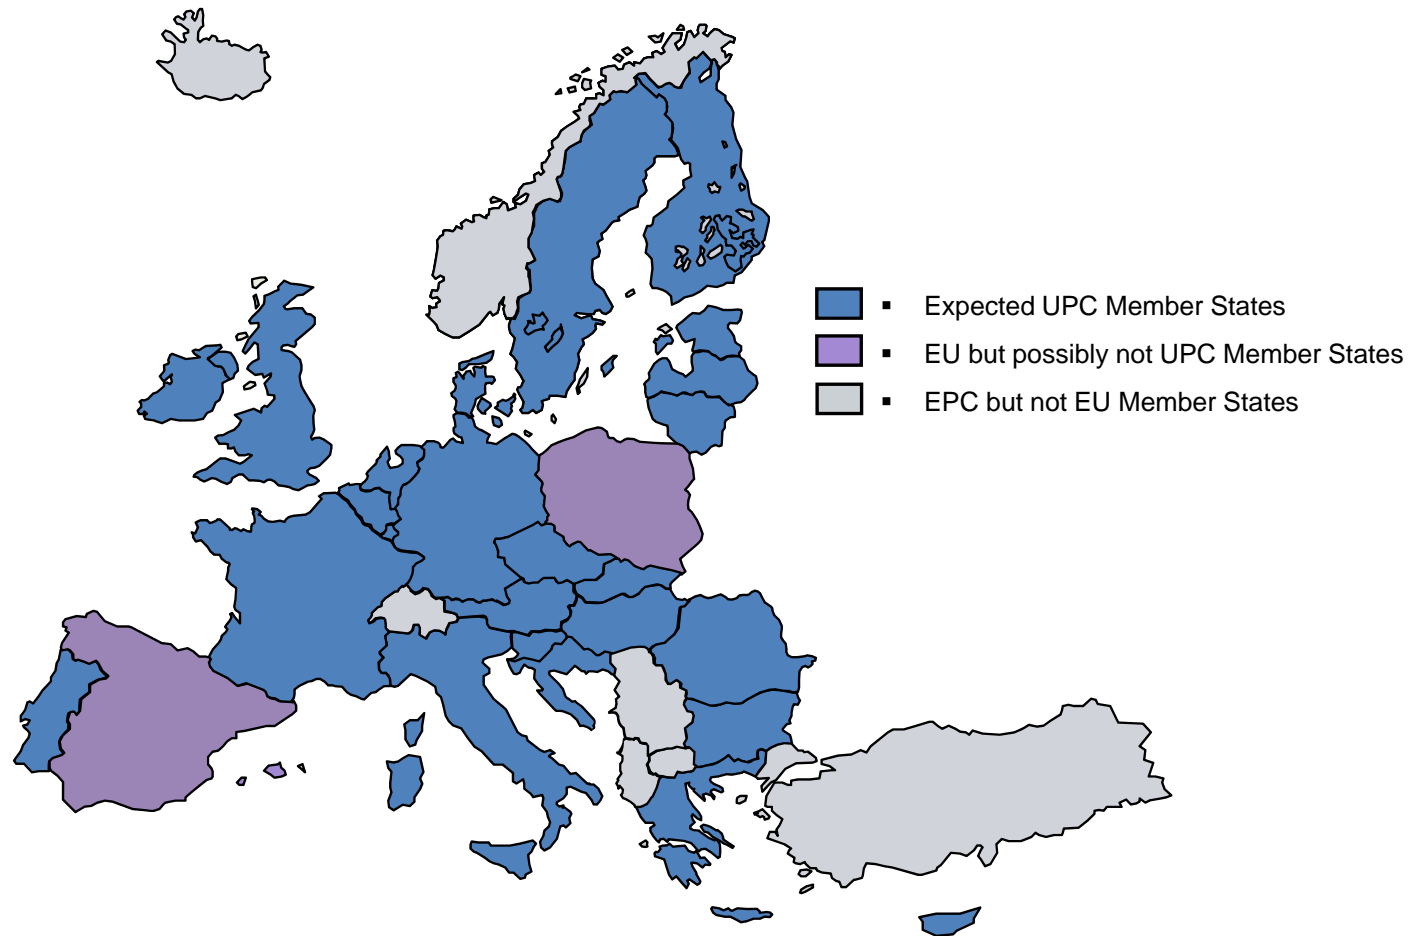 ▪ Expected UPC Member States
▪ EU but possibly not UPC Member States
▪ EPC but not EU Member States